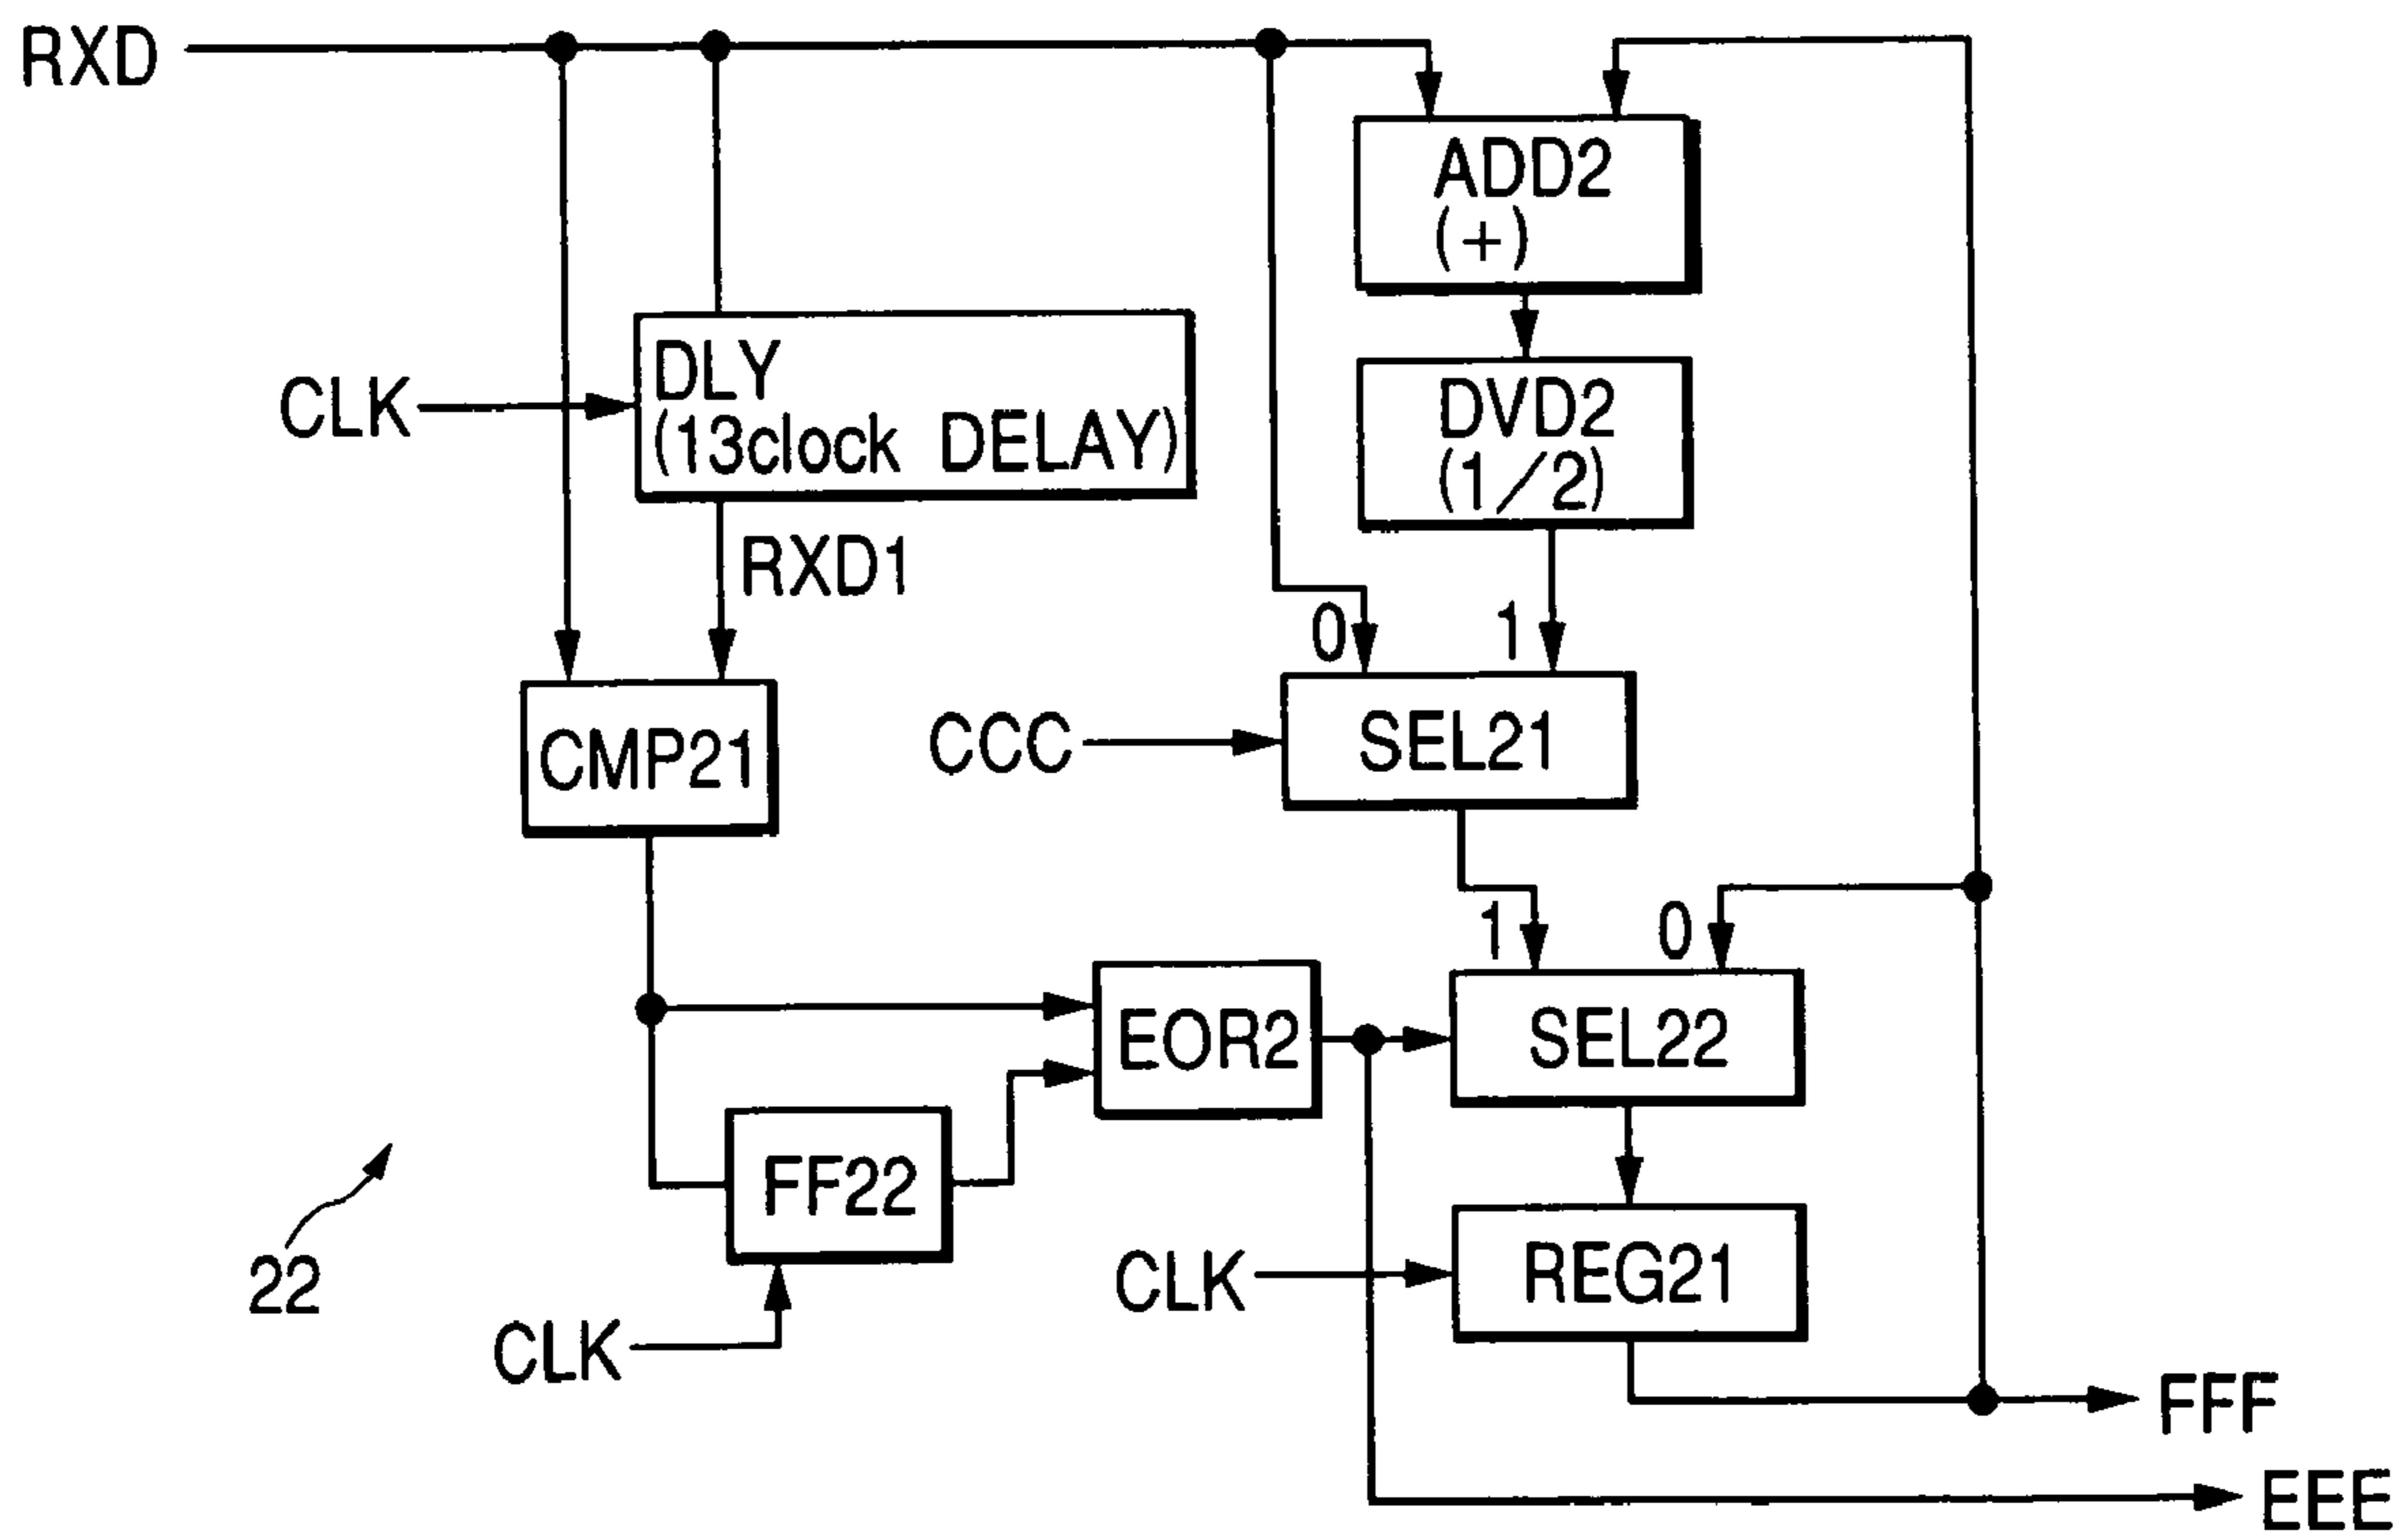 RXD
ADD2
(+)
DLY
(13clock DELAY)
CLK
DVD2
(1/2)
RXD1
0
1
CMP21
CCC
SEL21
1
0
EOR2
SEL22
FF22
22
CLK
REG21
CLK
FFF
EEE